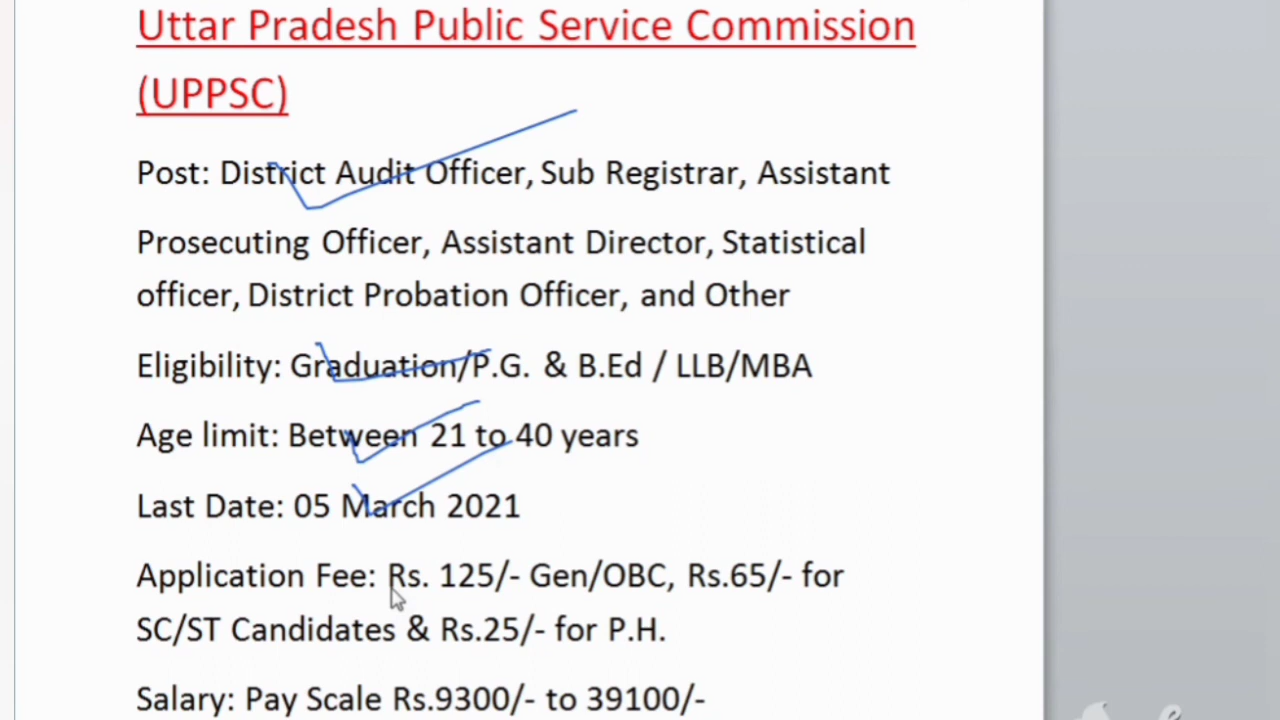 Uttar Pradesh Public Service Commission
(UPPSC)
Post: District Audit Officer, Sub Registrar, Assistant
Prosecuting Officer, Assistant Director, Statistical
officer, District Probation Officer, and Other
Eligibility: Graduation/P.G. & B.Ed / LLB/MBA
Age limit: Between 21 to 40 years
Last Date: 05 March 2021
Application Fee: Rs. 125/- Gen/OBC, Rs.65/- for
SC/ST Candidates & Rs.25/- for P.H.
Salary: Pay Scale Rs.9300/- to 39100/-